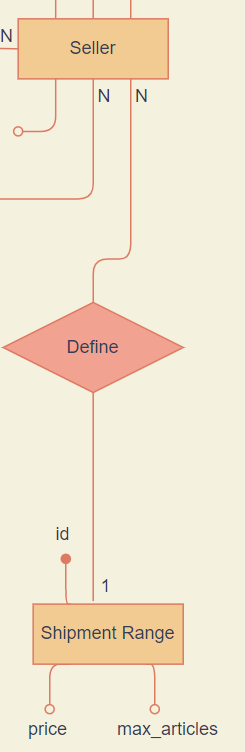 N
Seller
N
N
Define
id
1
Shipment Range
price
max_articles